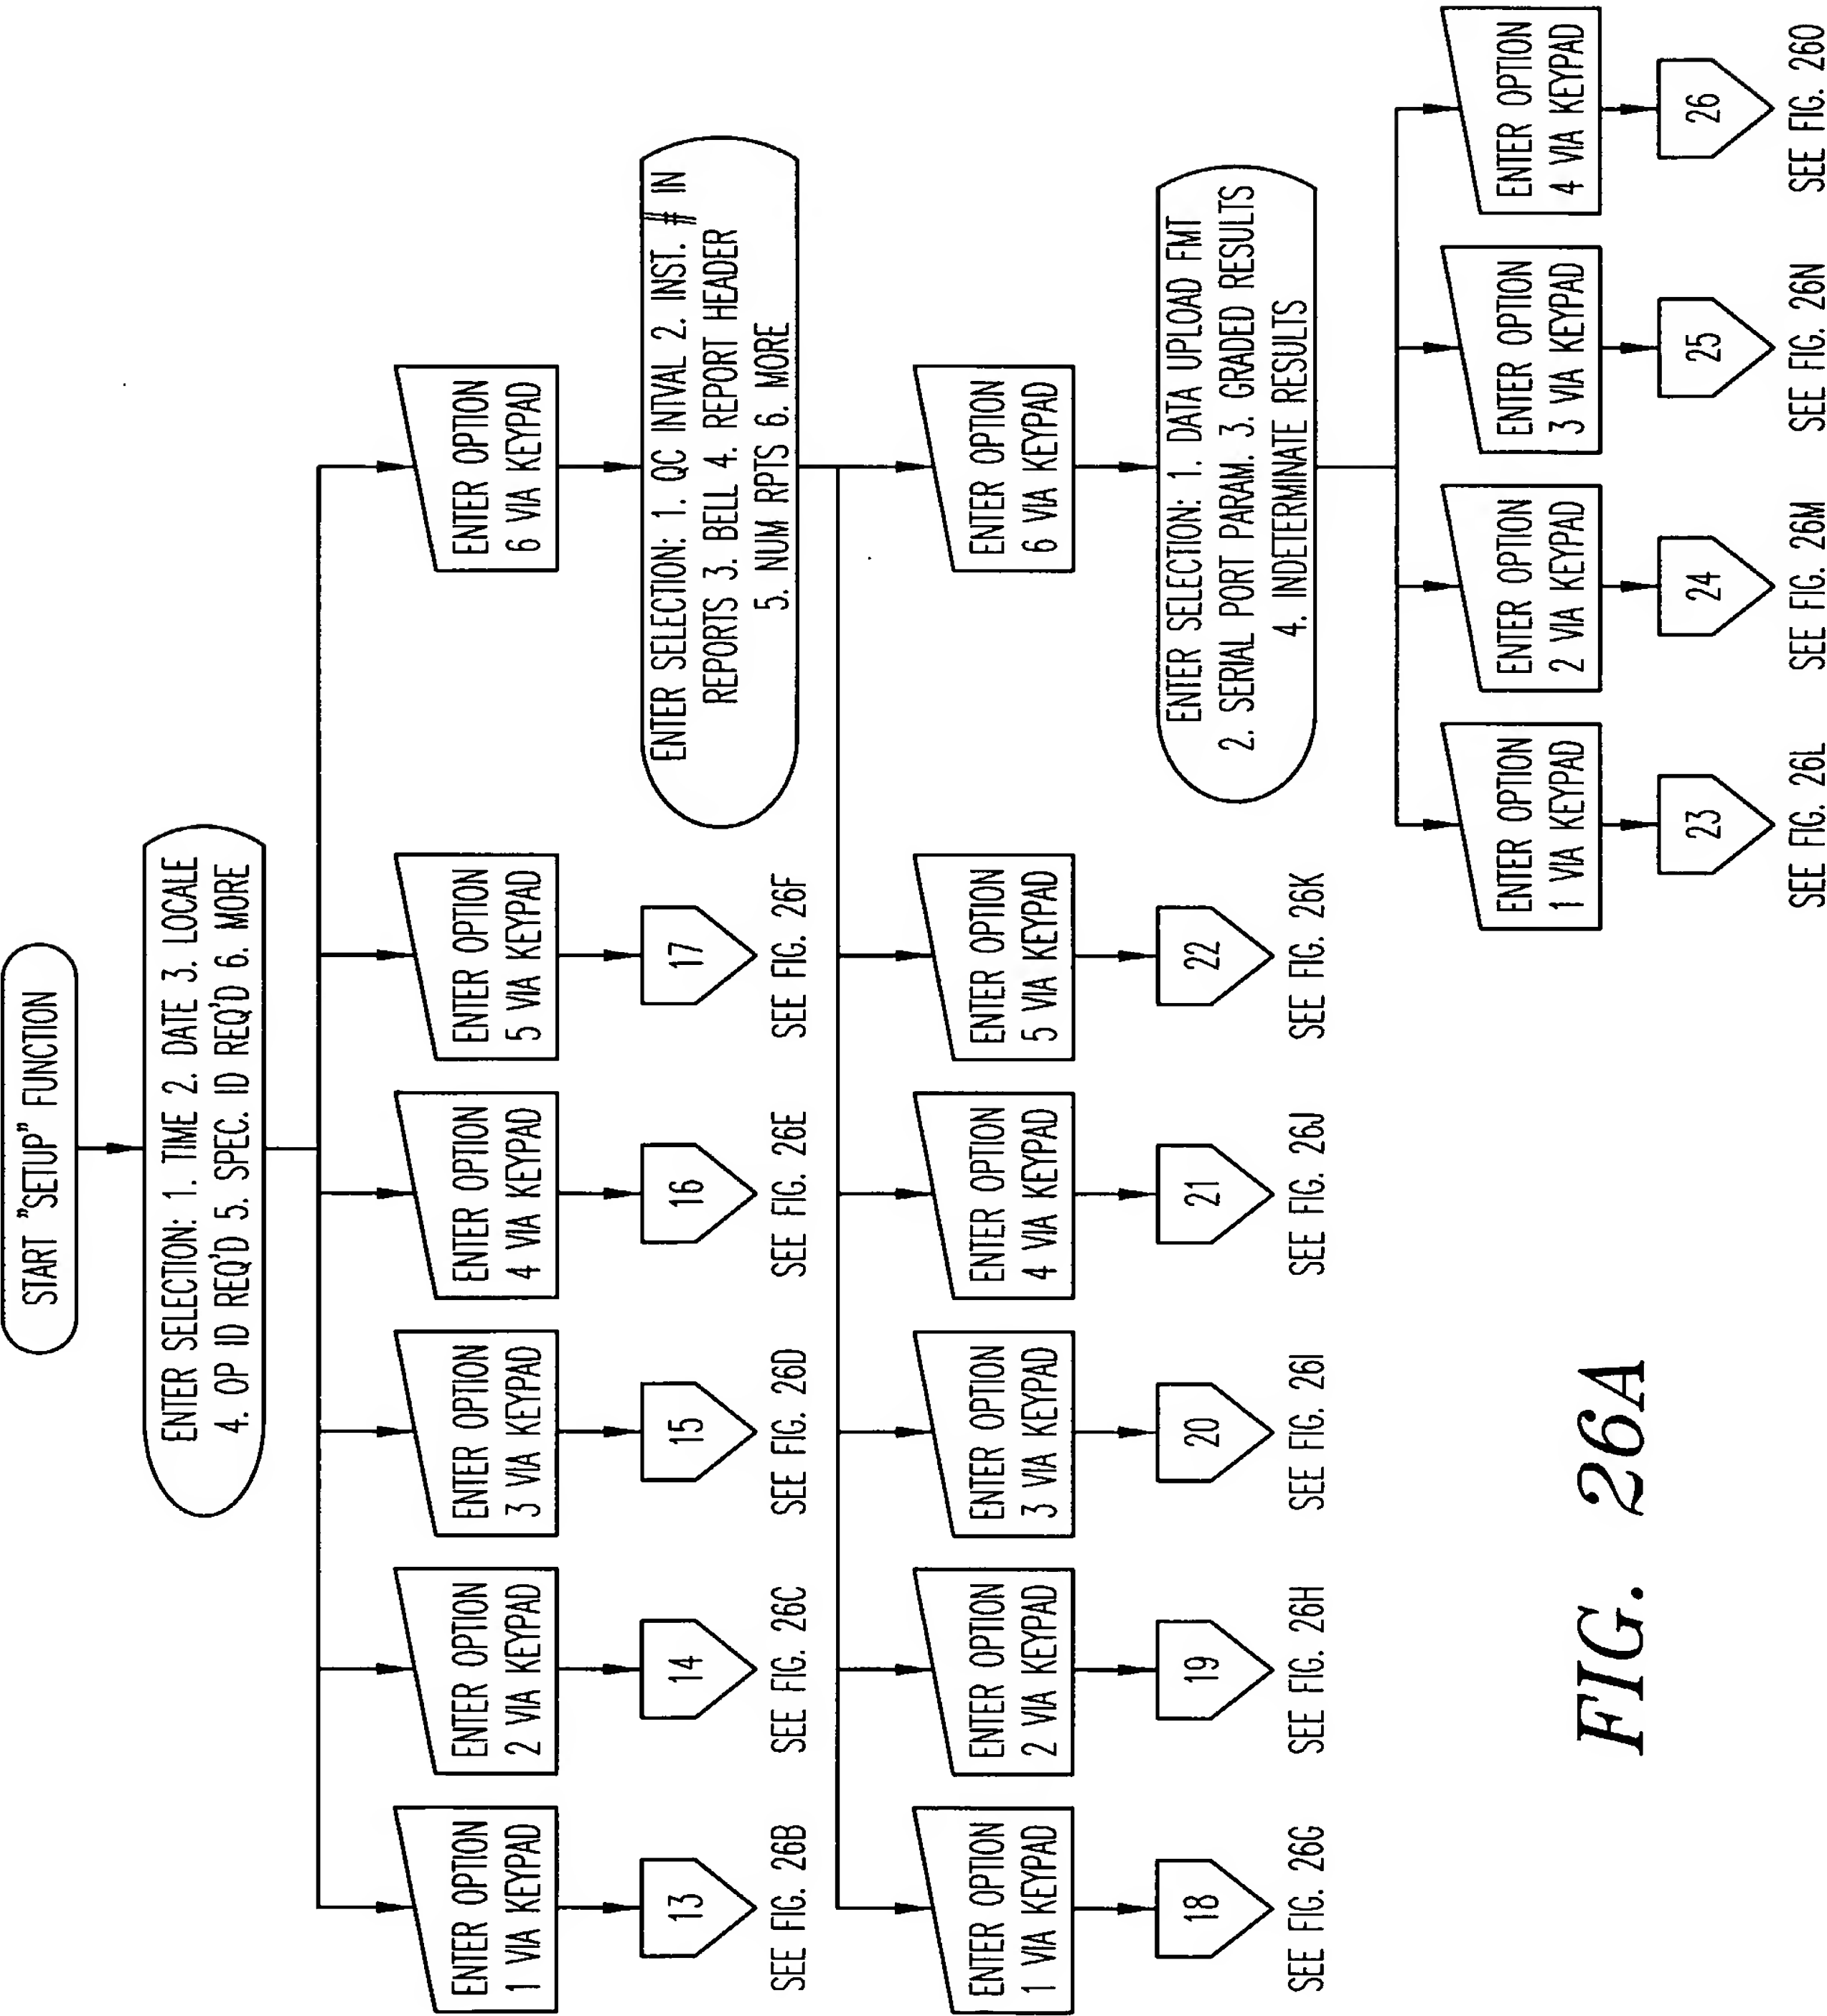 START "SETUP" FUNCTION
ENTER SELECTION: 1. TIME 2. DATE 3. LOCALE
4. OP ID REQ'D 5. SPEC. ID REQ'D 6. MORE
ENTER OPTION
1 VIA KEYPAD
ENTER OPTION
2 VIA KEYPAD
ENTER OPTION
3 VIA KEYPAD
ENTER OPTION
4 VIA KEYPAD
ENTER OPTION
5 VIA KEYPAD
ENTER OPTION
6 VIA KEYPAD
13
14
15
16
17
ENTER SELECTION: 1. QC INTVAL 2. INST. # IN
REPORTS 3. BELL 4. REPORT HEADER
5. NUM RPTS 6. MORE
SEE FIG. 26B
SEE FIG. 26C
SEE FIG. 26D
SEE FIG. 26E
SEE FIG. 26F
ENTER OPTION
1 VIA KEYPAD
ENTER OPTION
2 VIA KEYPAD
ENTER OPTION
3 VIA KEYPAD
ENTER OPTION
4 VIA KEYPAD
ENTER OPTION
5 VIA KEYPAD
ENTER OPTION
6 VIA KEYPAD
18
19
20
21
22
ENTER SELECTION: 1. DATA UPLOAD FMT
2. SERIAL PORT PARAM. 3. GRADED RESULTS
4. INDETERMINATE RESULTS
SEE FIG. 26G
SEE FIG. 26H
SEE FIG. 26I
SEE FIG. 26J
SEE FIG. 26K
ENTER OPTION
1 VIA KEYPAD
ENTER OPTION
2 VIA KEYPAD
ENTER OPTION
3 VIA KEYPAD
ENTER OPTION
4 VIA KEYPAD
23
24
25
26
SEE FIG. 26L
SEE FIG. 26M
SEE FIG. 26N
SEE FIG. 26O
FIG. 26A